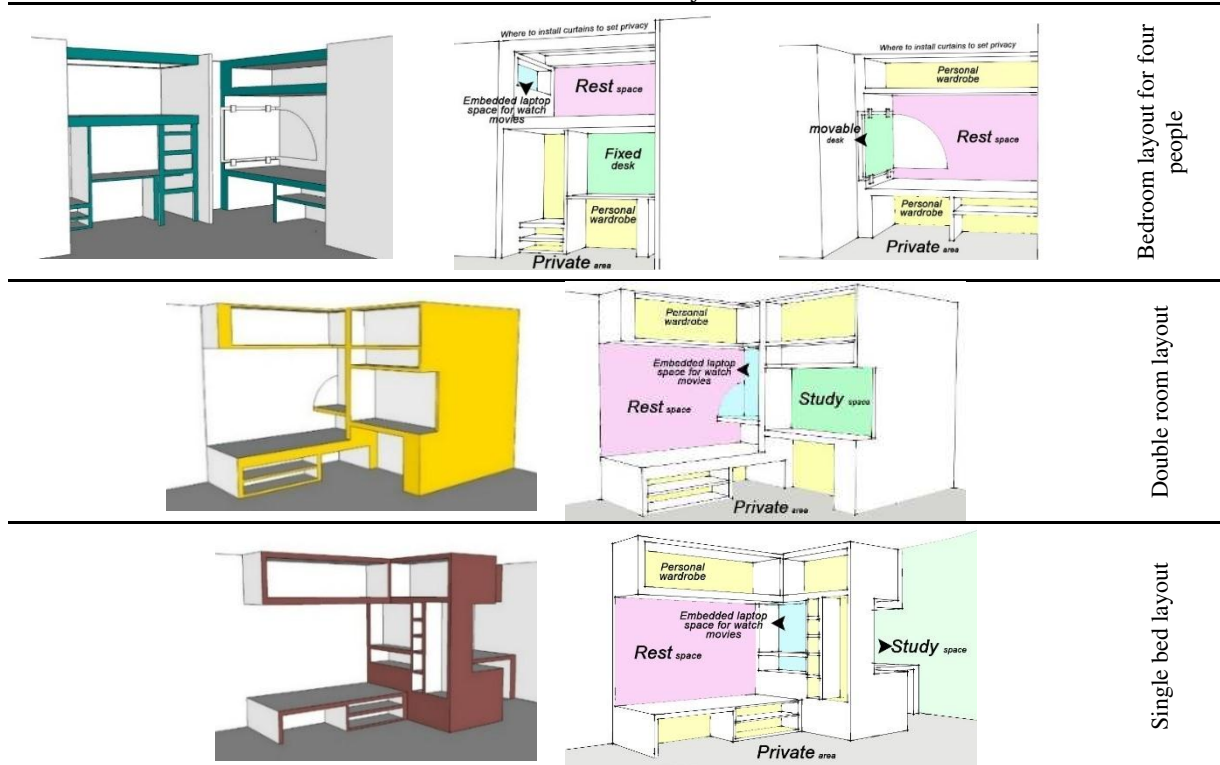 Where to install curtains to set privacy
Rest space
Embedded laptop
space for watch
movies
Fixed
desk
Personal
wardrobe
Private area
Where to install curtains to set privacy
Personal
wardrobe
movable
desk
Rest space
Personal
wardrobe
Private area
Bedroom layout for four
people
Personal
wardrobe
Embedded laptop
space for watch
movies
Rest space
Study space
Private area
Double room layout
Personal
wardrobe
Embedded laptop
space for watch
movies
Rest space
Study space
Private area
Single bed layout